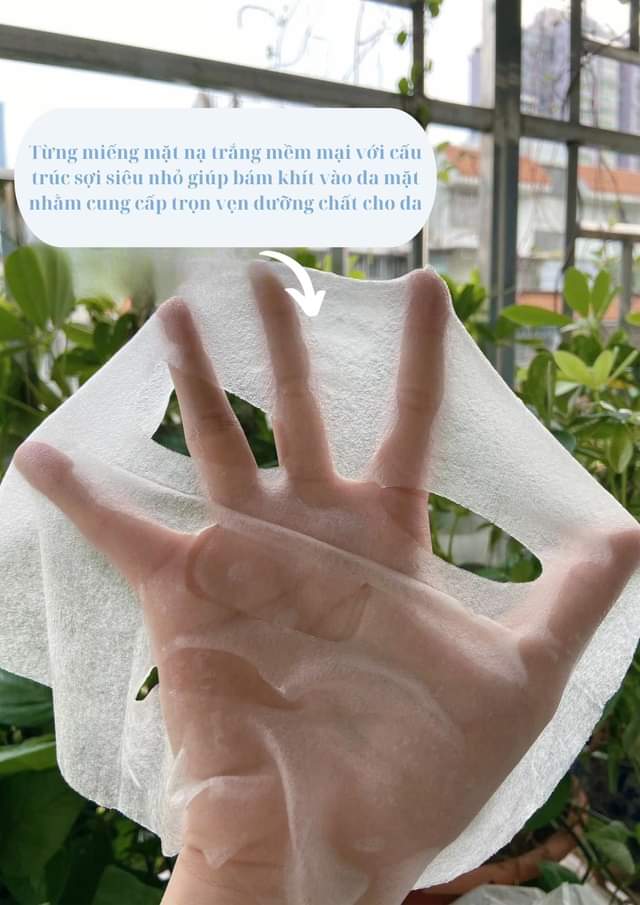 Từng miếng mặt nạ trắng mềm mại với cấu
trúc sợi siêu nhỏ giúp bám khít vào da mặt
nhằm cung cấp trọn vẹn dưỡng chất cho da